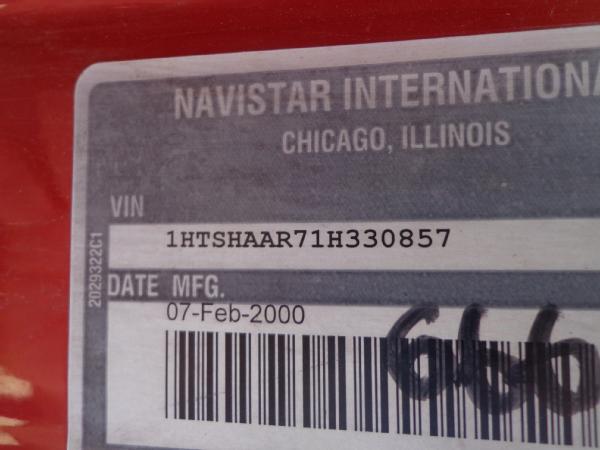 NAVISTAR INTERNATIONA
CHICAGO, ILLINOIS
VIN
1HTSHAAR71H330857
2029322C1
DATE MFG.
07-Feb-2000
666